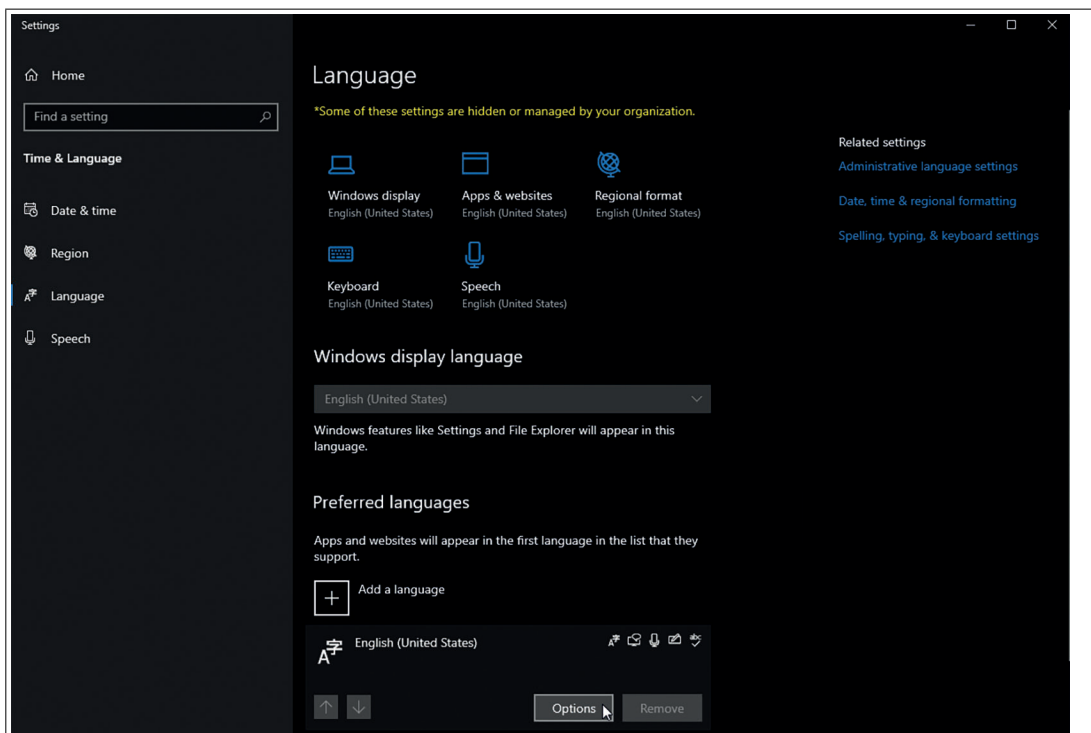 Settings
Home
Find a setting
Time & Language
Date & time
Region
Language
Speech
Language
*Some of these settings are hidden or managed by your organization.
Windows display
English (United States)
Apps & websites
English (United States)
Regional format
English (United States)
Keyboard
English (United States)
Speech
English (United States)
Windows display language
English (United States)
Windows features like Settings and File Explorer will appear in this
language.
Preferred languages
Apps and websites will appear in the first language in the list that they
support.
Add a language
English (United States)
Options
Remove
Related settings
Administrative language settings
Date, time & regional formatting
Spelling, typing, & keyboard settings